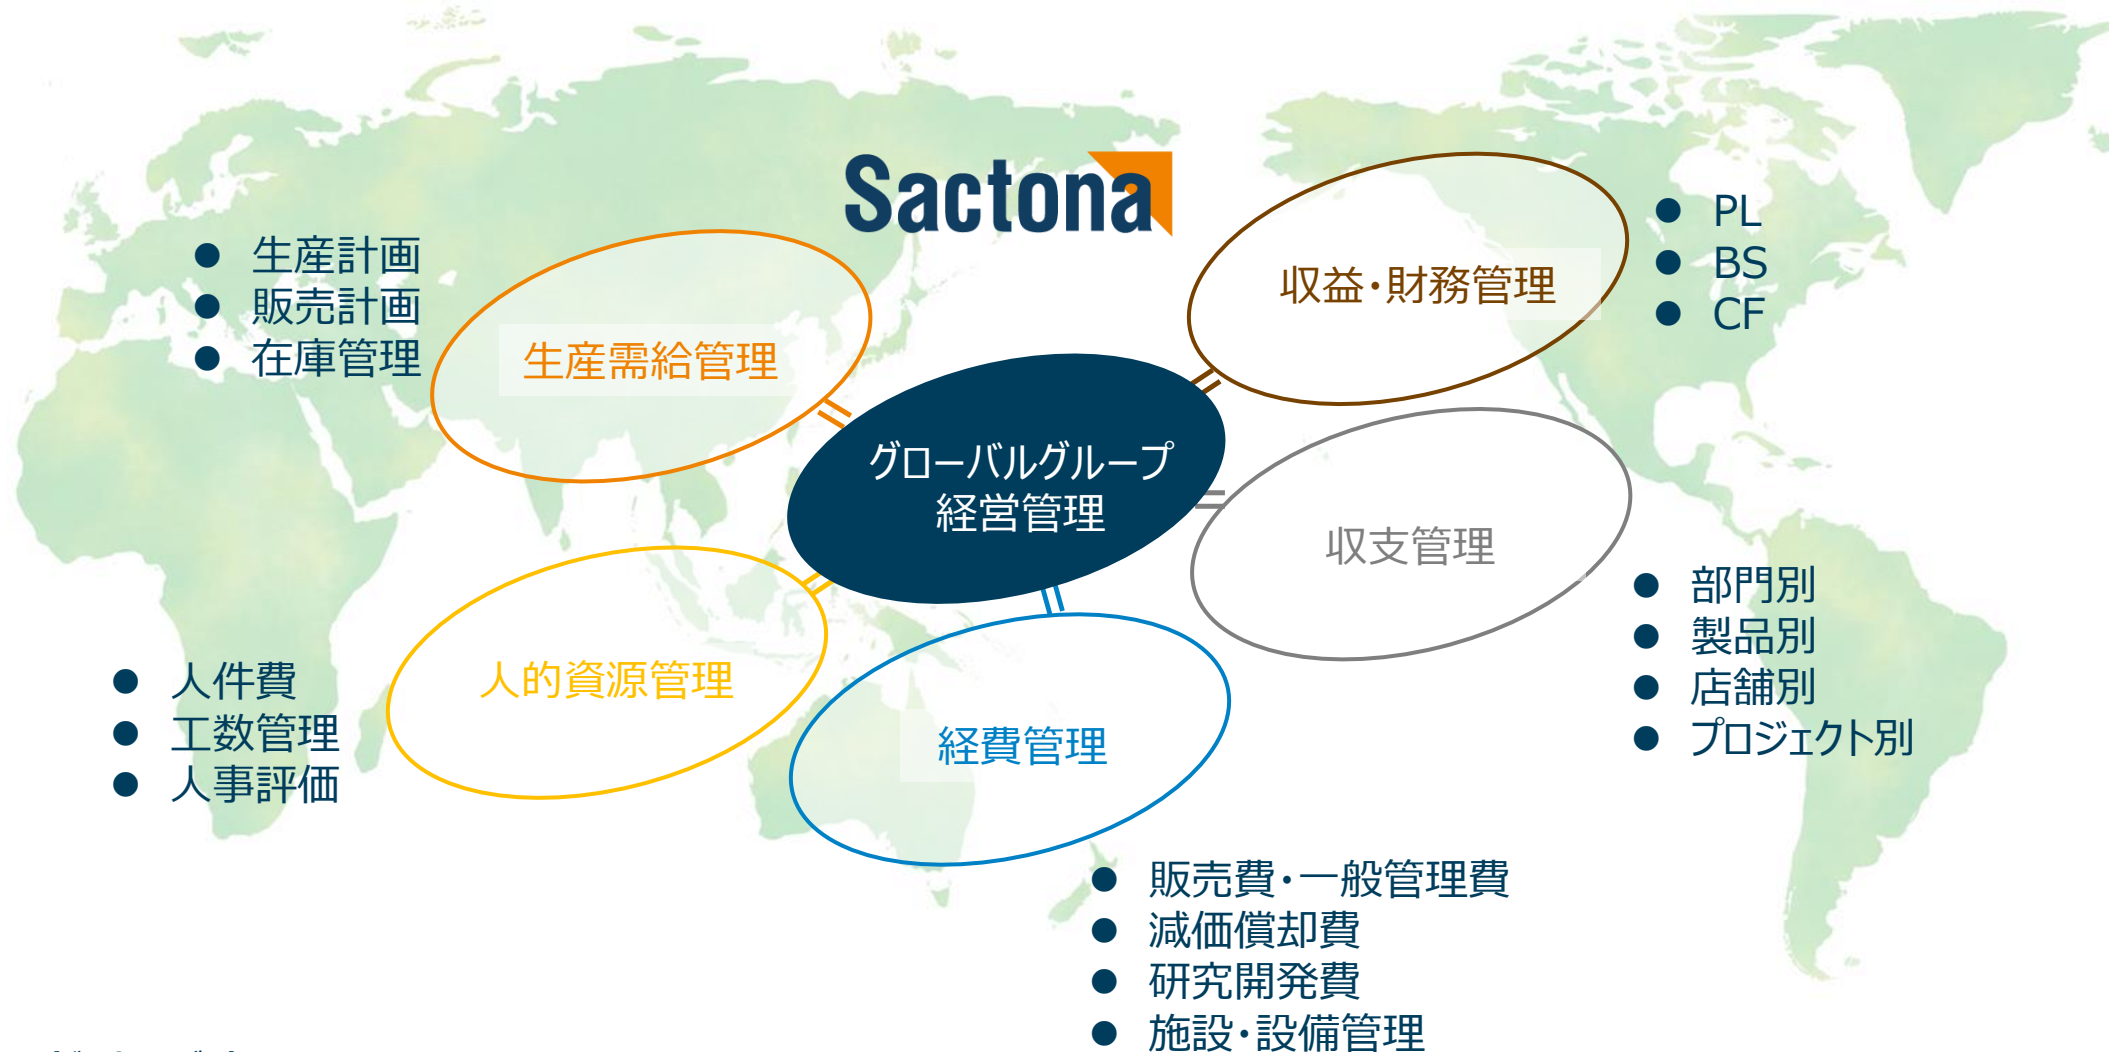 Sactona
生産需給管理
● 生産計画
● 販売計画
● 在庫管理
収益・財務管理
● PL
● BS
● CF
グローバルグループ
経営管理
収支管理
● 部門別
● 製品別
● 店舗別
● プロジェクト別
人的資源管理
● 人件費
● 工数管理
● 人事評価
経費管理
● 販売費・一般管理費
● 減価償却費
● 研究開発費
● 施設・設備管理